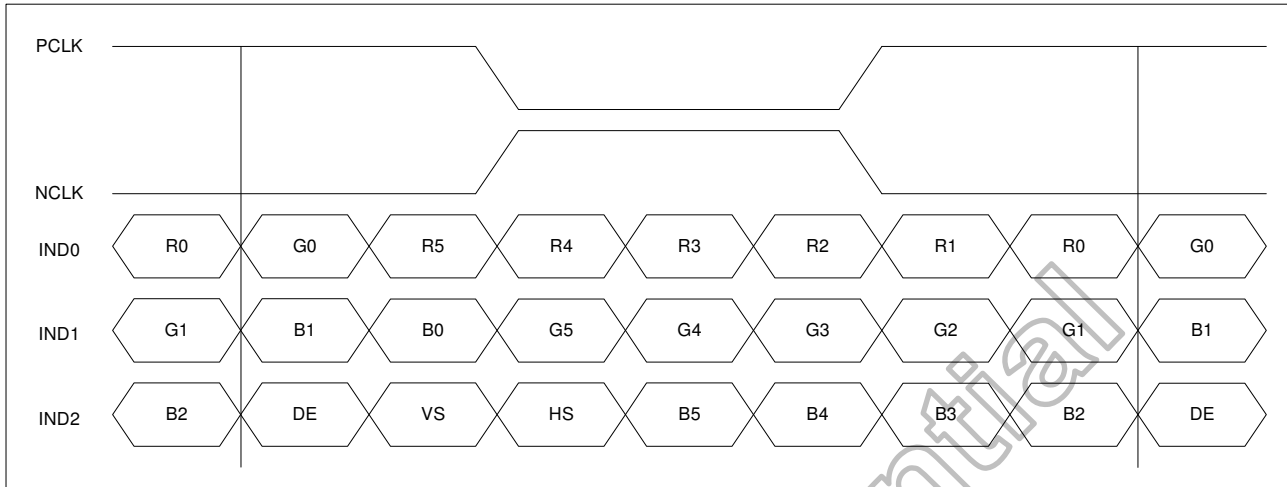 PCLK
NCLK
IND0 R0 G0 R5 R4 R3 R2 R1 R0 G0
IND1 G1 B1 B0 G5 G4 G3 G2 G1 B1
IND2 B2 DE VS HS B5 B4 B3 B2 DE
ntial